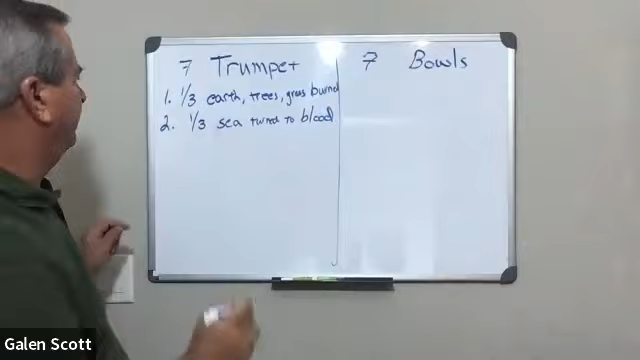 7 Trumpet
1. 1/3 earth, trees, grass burned
2. 1/3 sea turned to blood
7 Bowls
Galen Scott